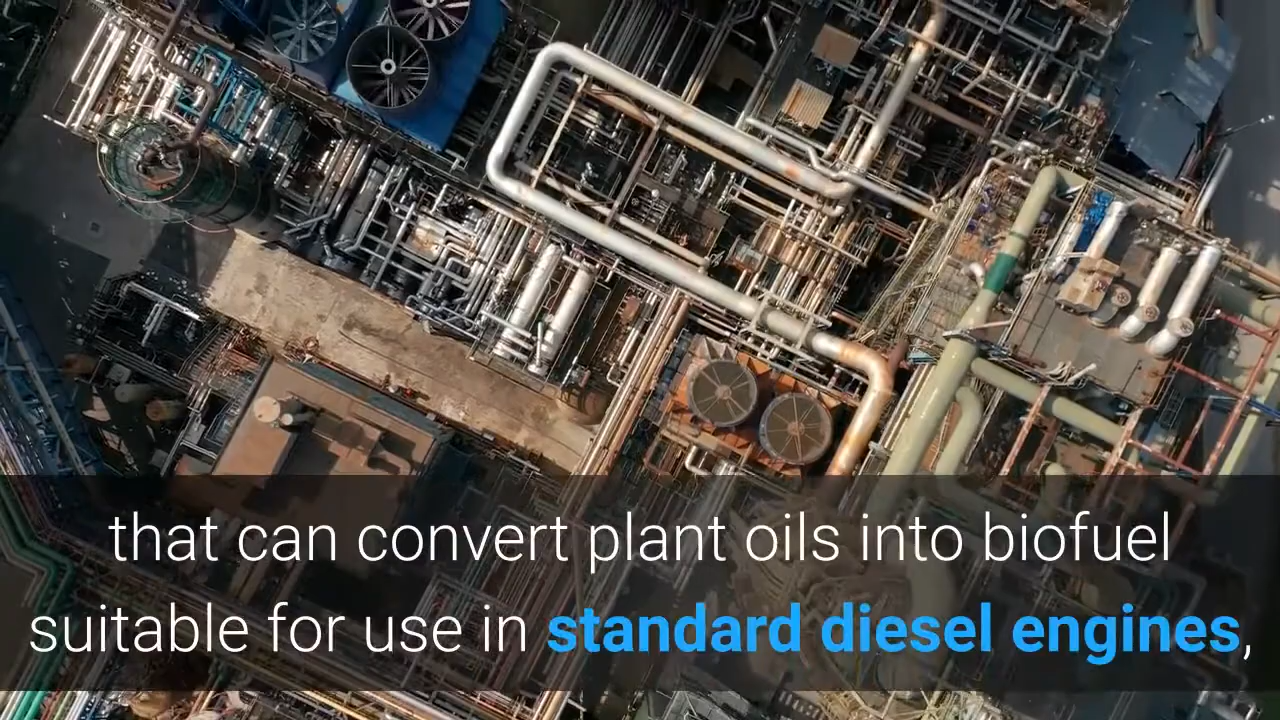 that can convert plant oils into biofuel
suitable for use in standard diesel engines,